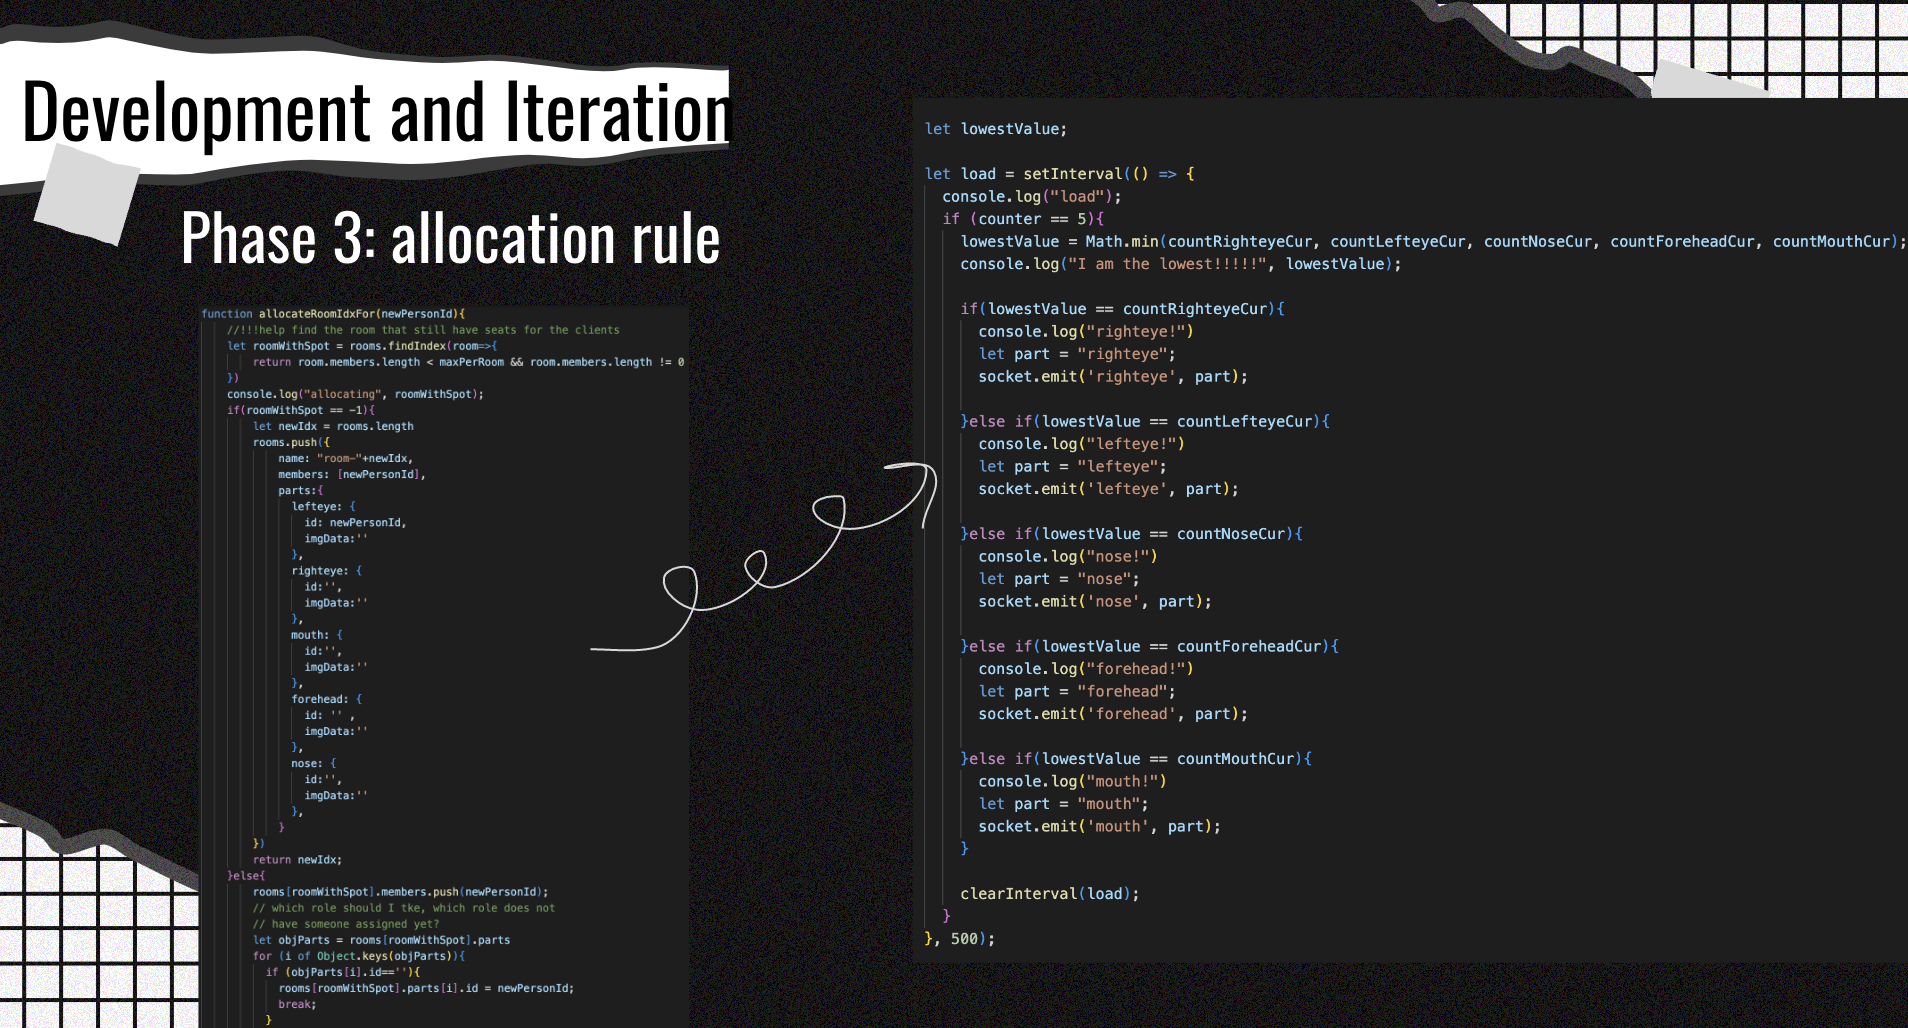 Development and Iteration
Phase 3: allocation rule
function allocateRoomIdxFor(newPersonId){
//!!!help find the room that still have seats for the clients
let roomWithSpot = rooms.findIndex(room=>{
return room.members.length < maxPerRoom && room.members.length != 0
})
console.log("allocating", roomWithSpot);
if(roomWithSpot == -1){
let newIdx = rooms.length
rooms.push({
name: "room-"+newIdx,
members: [newPersonId],
parts:{
lefteye: {
id: newPersonId,
imgData:''
},
righteye: {
id:'',
imgData:''
},
mouth: {
id:'',
imgData:''
},
forehead: {
id: '' ,
imgData:''
},
nose: {
id:'',
imgData:''
},
}
})
return newIdx;
}else{
rooms[roomWithSpot].members.push(newPersonId);
// which role should I tke, which role does not
// have someone assigned yet?
let objParts = rooms[roomWithSpot].parts
for (i of Object.keys(objParts)){
if (objParts[i].id==''){
rooms[roomWithSpot].parts[i].id = newPersonId;
break;
}
let lowestValue;
let load = setInterval(() => {
console.log("load");
if (counter == 5){
lowestValue = Math.min(countRighteyeCur, countLefteyeCur, countNoseCur, countForeheadCur, countMouthCur);
console.log("I am the lowest!!!!!", lowestValue);
if(lowestValue == countRighteyeCur){
console.log("righteye!")
let part = "righteye";
socket.emit('righteye', part);
}else if(lowestValue == countLefteyeCur){
console.log("lefteye!")
let part = "lefteye";
socket.emit('lefteye', part);
}else if(lowestValue == countNoseCur){
console.log("nose!")
let part = "nose";
socket.emit('nose', part);
}else if(lowestValue == countForeheadCur){
console.log("forehead!")
let part = "forehead";
socket.emit('forehead', part);
}else if(lowestValue == countMouthCur){
console.log("mouth!")
let part = "mouth";
socket.emit('mouth', part);
}
clearInterval(load);
}
}, 500);